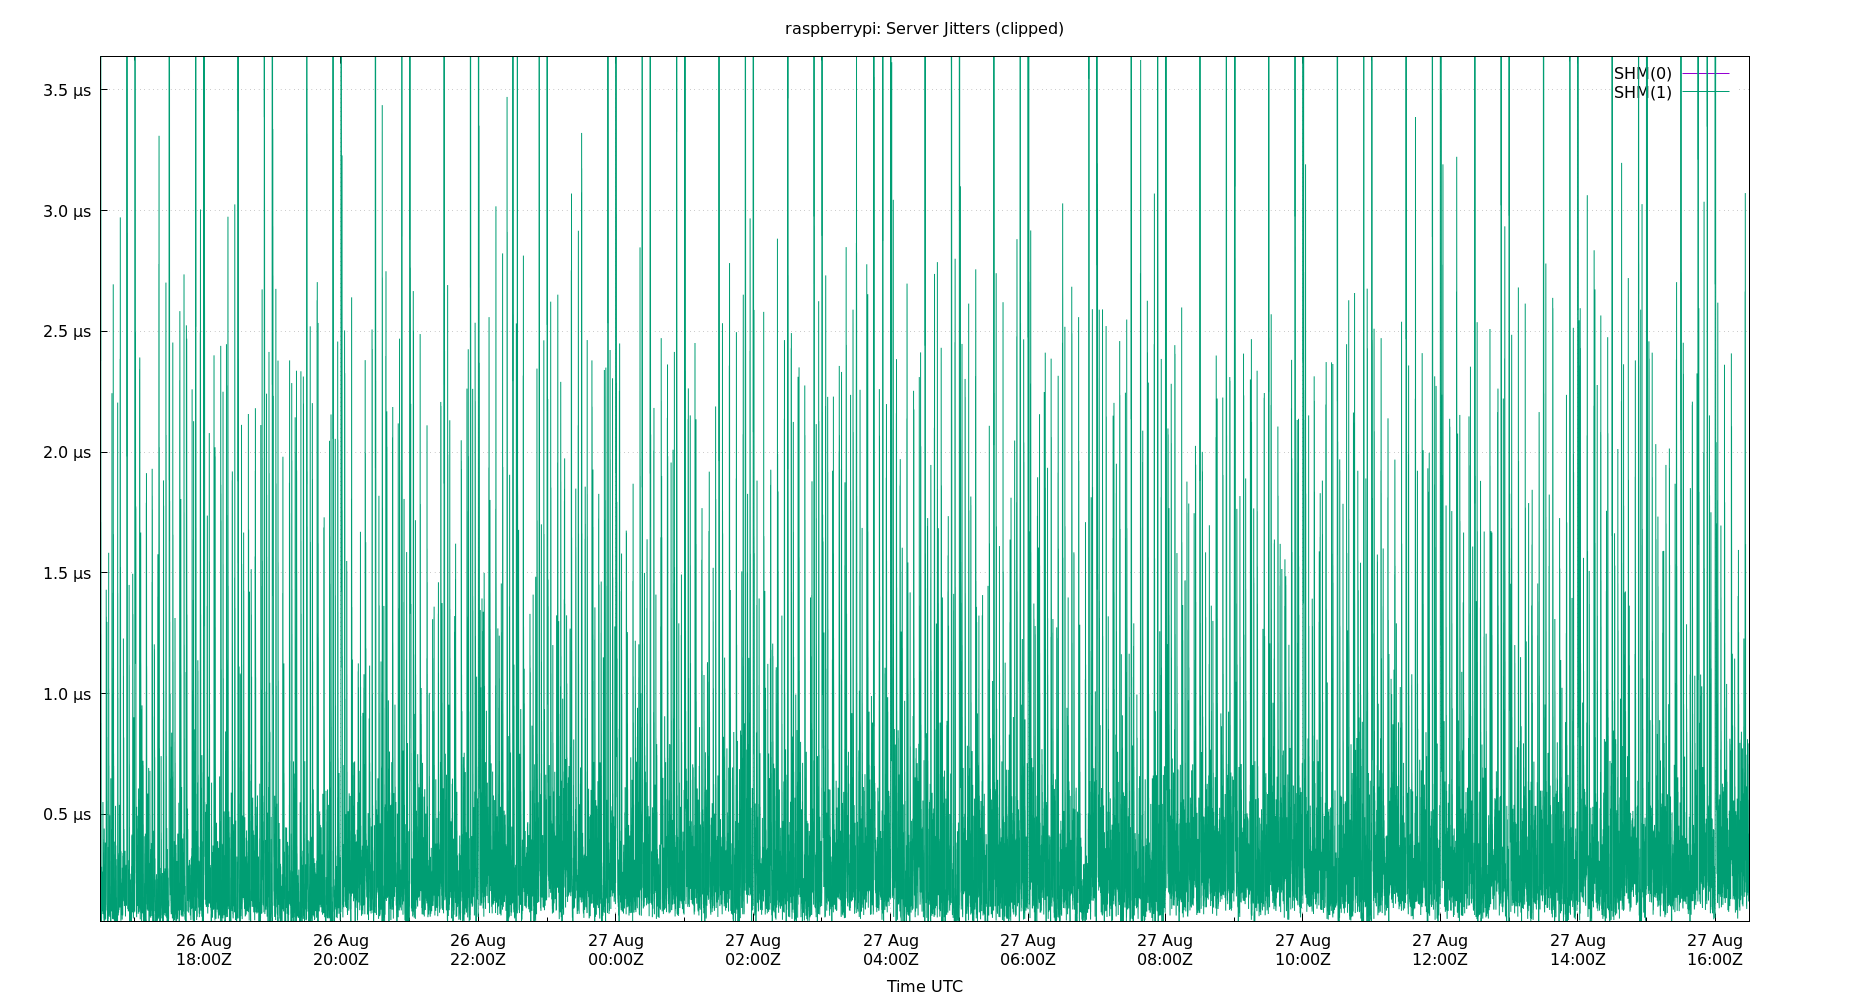 raspberrypi: Server Jitters (clipped)
SHM(0)
SHM(1)
3.5 µs
3.0 µs
2.5 µs
2.0 µs
1.5 µs
1.0 µs
0.5 µs
26 Aug 26 Aug 26 Aug 27 Aug 27 Aug 27 Aug 27 Aug 27 Aug 27 Aug 27 Aug 27 Aug 27 Aug
18:00Z 20:00Z 22:00Z 00:00Z 02:00Z 04:00Z 06:00Z 08:00Z 10:00Z 12:00Z 14:00Z 16:00Z
Time UTC